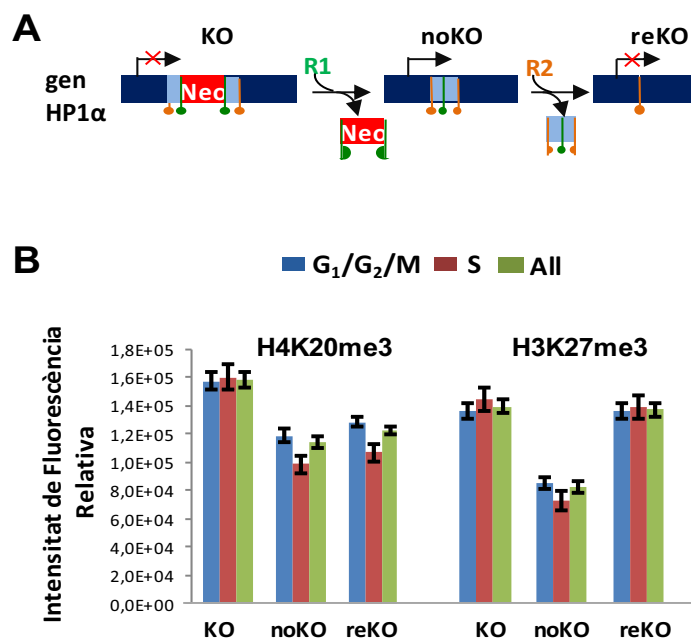 A
KO
noKO
reKO
gen
HP1α
Neo
R1
R2
Neo
B
G₁/G₂/M
S
All
Intensitat de Fluorescència
Relativa
H4K20me3
H3K27me3
1,8E+05
1,6E+05
1,4E+05
1,2E+05
1,0E+05
8,0E+04
6,0E+04
4,0E+04
2,0E+04
0,0E+00
KO
noKO
reKO
KO
noKO
reKO